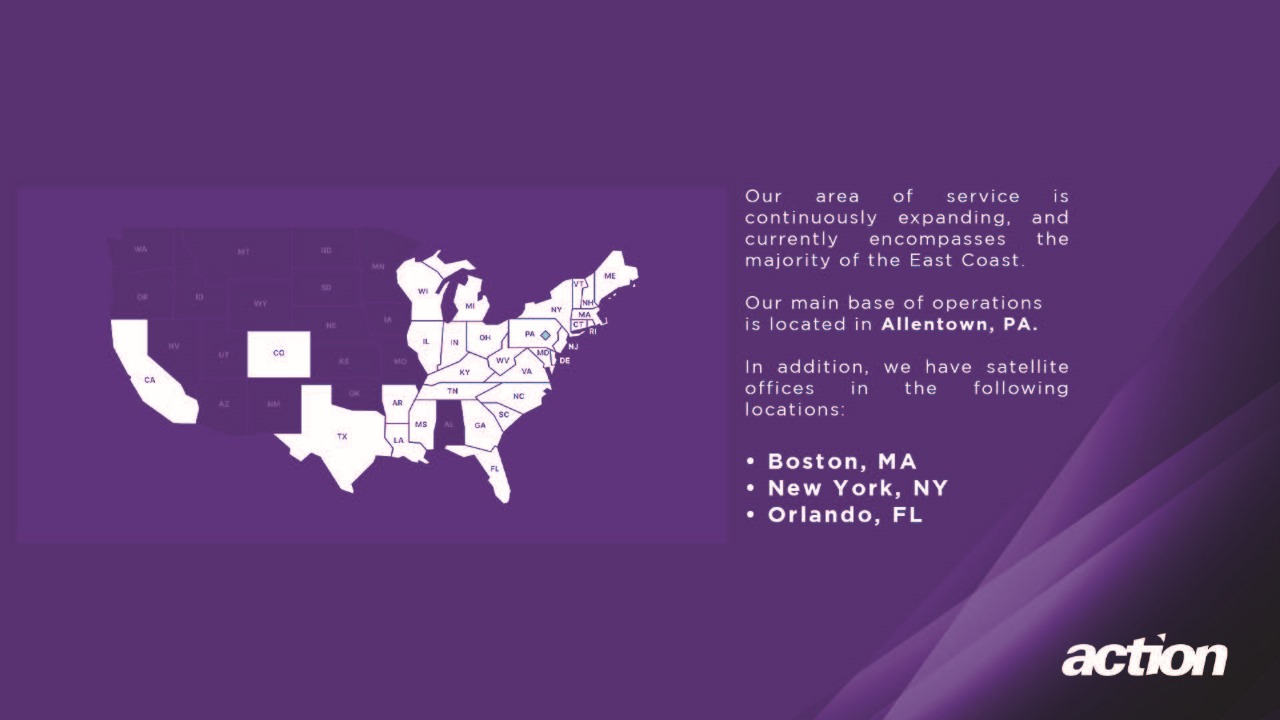 WA
MT
ND
MN
OR
ID
SD
WY
WI
MI
ME
VT
NH
NY
MA
CT
RI
NV
UT
CO
NE
IA
IL
IN
OH
PA
NJ
MD
DE
CA
KS
MO
WV
VA
KY
AZ
NM
OK
AR
TN
NC
SC
TX
LA
MS
AL
GA
FL
Our area of service is
continuously expanding, and
currently encompasses the
majority of the East Coast.
Our main base of operations
is located in Allentown, PA.
In addition, we have satellite
offices in the following
locations:
• Boston, MA
• New York, NY
• Orlando, FL
action